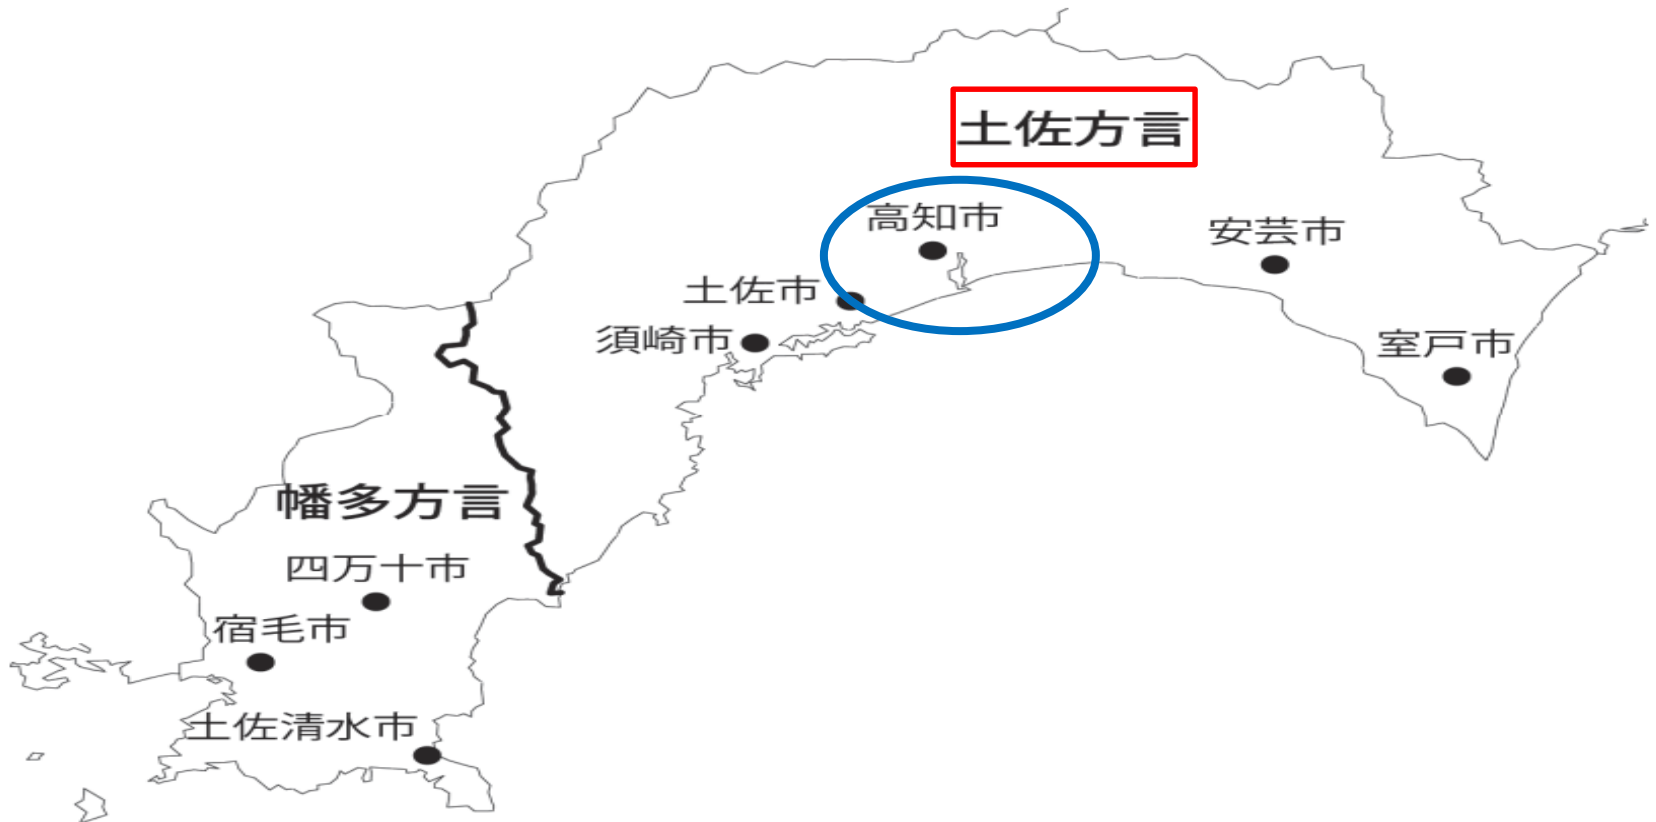 土佐方言
高知市
安芸市
土佐市
須崎市
室戸市
幡多方言
四万十市
宿毛市
土佐清水市